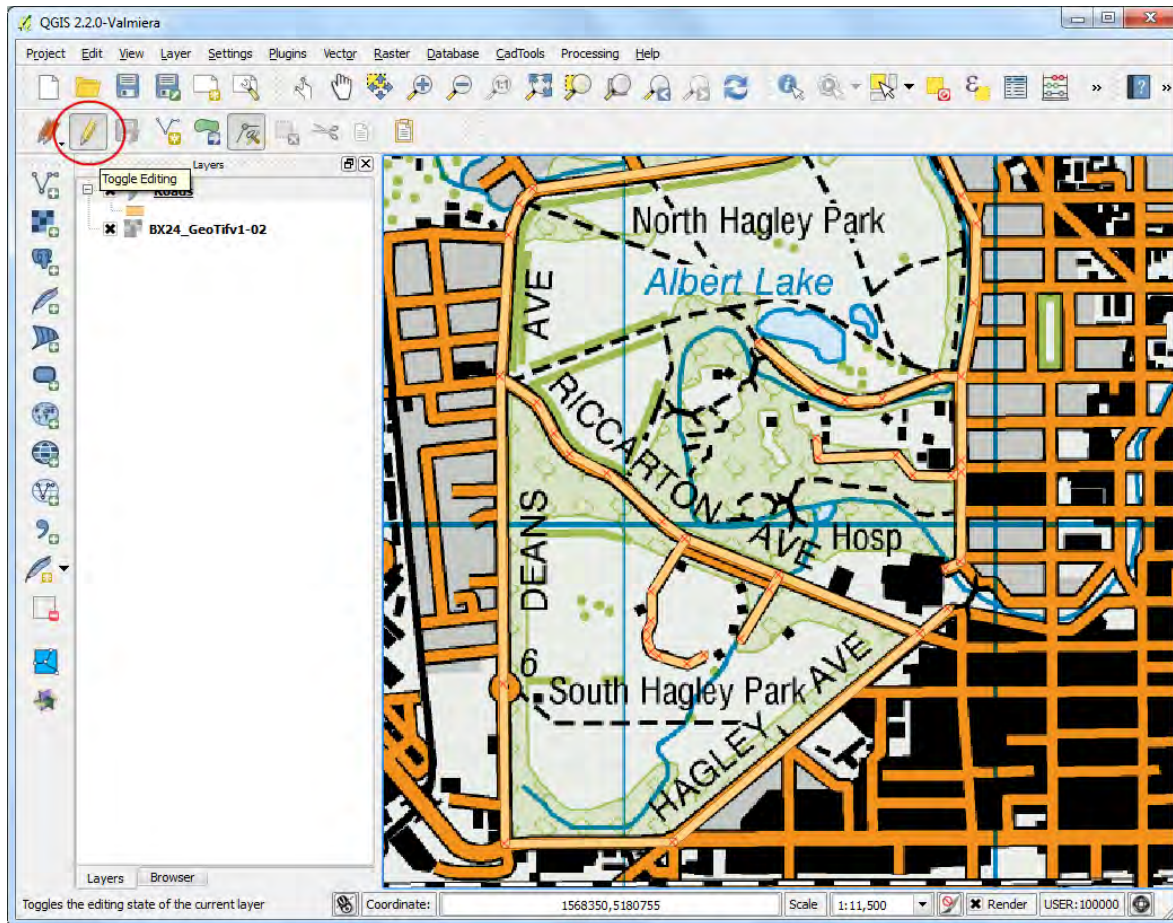 QGIS 2.2.0-Valmiera
Project Edit View Layer Settings Plugins Vector Raster Database CadTools Processing Help
Layers
Toggle Editing
Roads
BX24_GeoTifv1-02
North Hagley Park
Albert Lake
AVE
RICCARTON AVE
Hosp
DEANS
6
South Hagley Park
HAGLEY AVE
Layers Browser
Toggles the editing state of the current layer Coordinate: 1568350,5180755 Scale 1:11,500 Render USER:100000